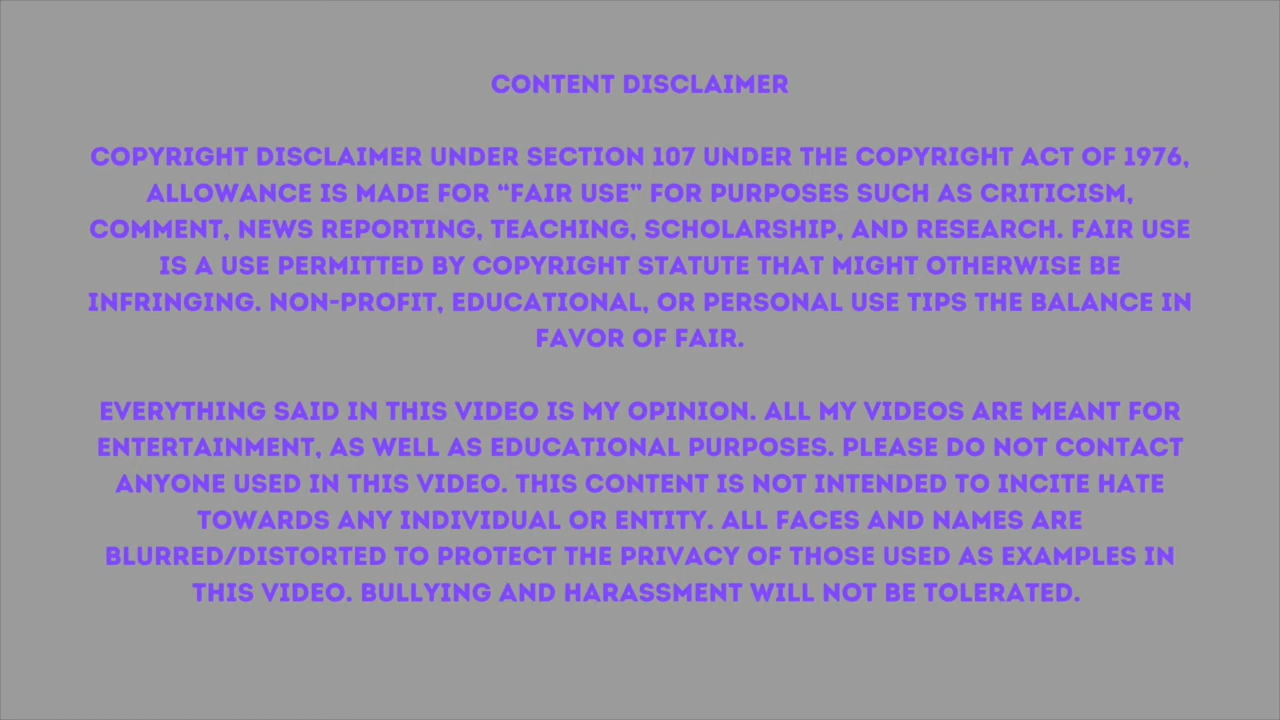 CONTENT DISCLAIMER
COPYRIGHT DISCLAIMER UNDER SECTION 107 UNDER THE COPYRIGHT ACT OF 1976,
ALLOWANCE IS MADE FOR “FAIR USE” FOR PURPOSES SUCH AS CRITICISM,
COMMENT, NEWS REPORTING, TEACHING, SCHOLARSHIP, AND RESEARCH. FAIR USE
IS A USE PERMITTED BY COPYRIGHT STATUTE THAT MIGHT OTHERWISE BE
INFRINGING. NON-PROFIT, EDUCATIONAL, OR PERSONAL USE TIPS THE BALANCE IN
FAVOR OF FAIR.
EVERYTHING SAID IN THIS VIDEO IS MY OPINION. ALL MY VIDEOS ARE MEANT FOR
ENTERTAINMENT, AS WELL AS EDUCATIONAL PURPOSES. PLEASE DO NOT CONTACT
ANYONE USED IN THIS VIDEO. THIS CONTENT IS NOT INTENDED TO INCITE HATE
TOWARDS ANY INDIVIDUAL OR ENTITY. ALL FACES AND NAMES ARE
BLURRED/DISTORTED TO PROTECT THE PRIVACY OF THOSE USED AS EXAMPLES IN
THIS VIDEO. BULLYING AND HARASSMENT WILL NOT BE TOLERATED.